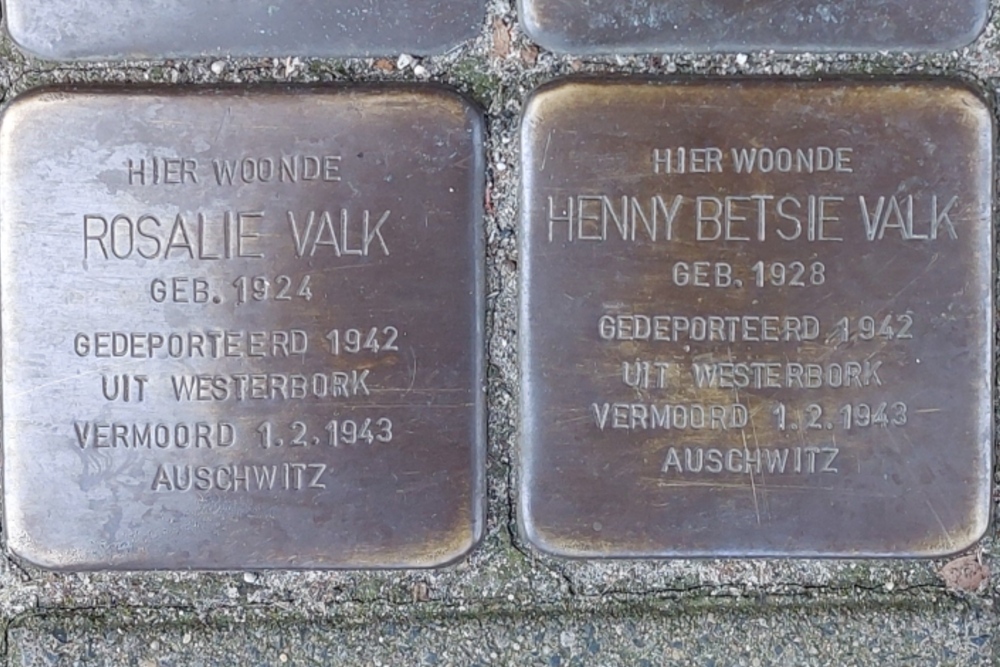 HIER WOONDE
ROSALIE VALK
GEB. 1924
GEDEPORTEERD 1942
UIT WESTERBORK
VERMOORD 1.2.1943
AUSCHWITZ
HIER WOONDE
HENNY BETSIE VALK
GEB. 1928
GEDEPORTEERD 1942
UIT WESTERBORK
VERMOORD 1.2.1943
AUSCHWITZ